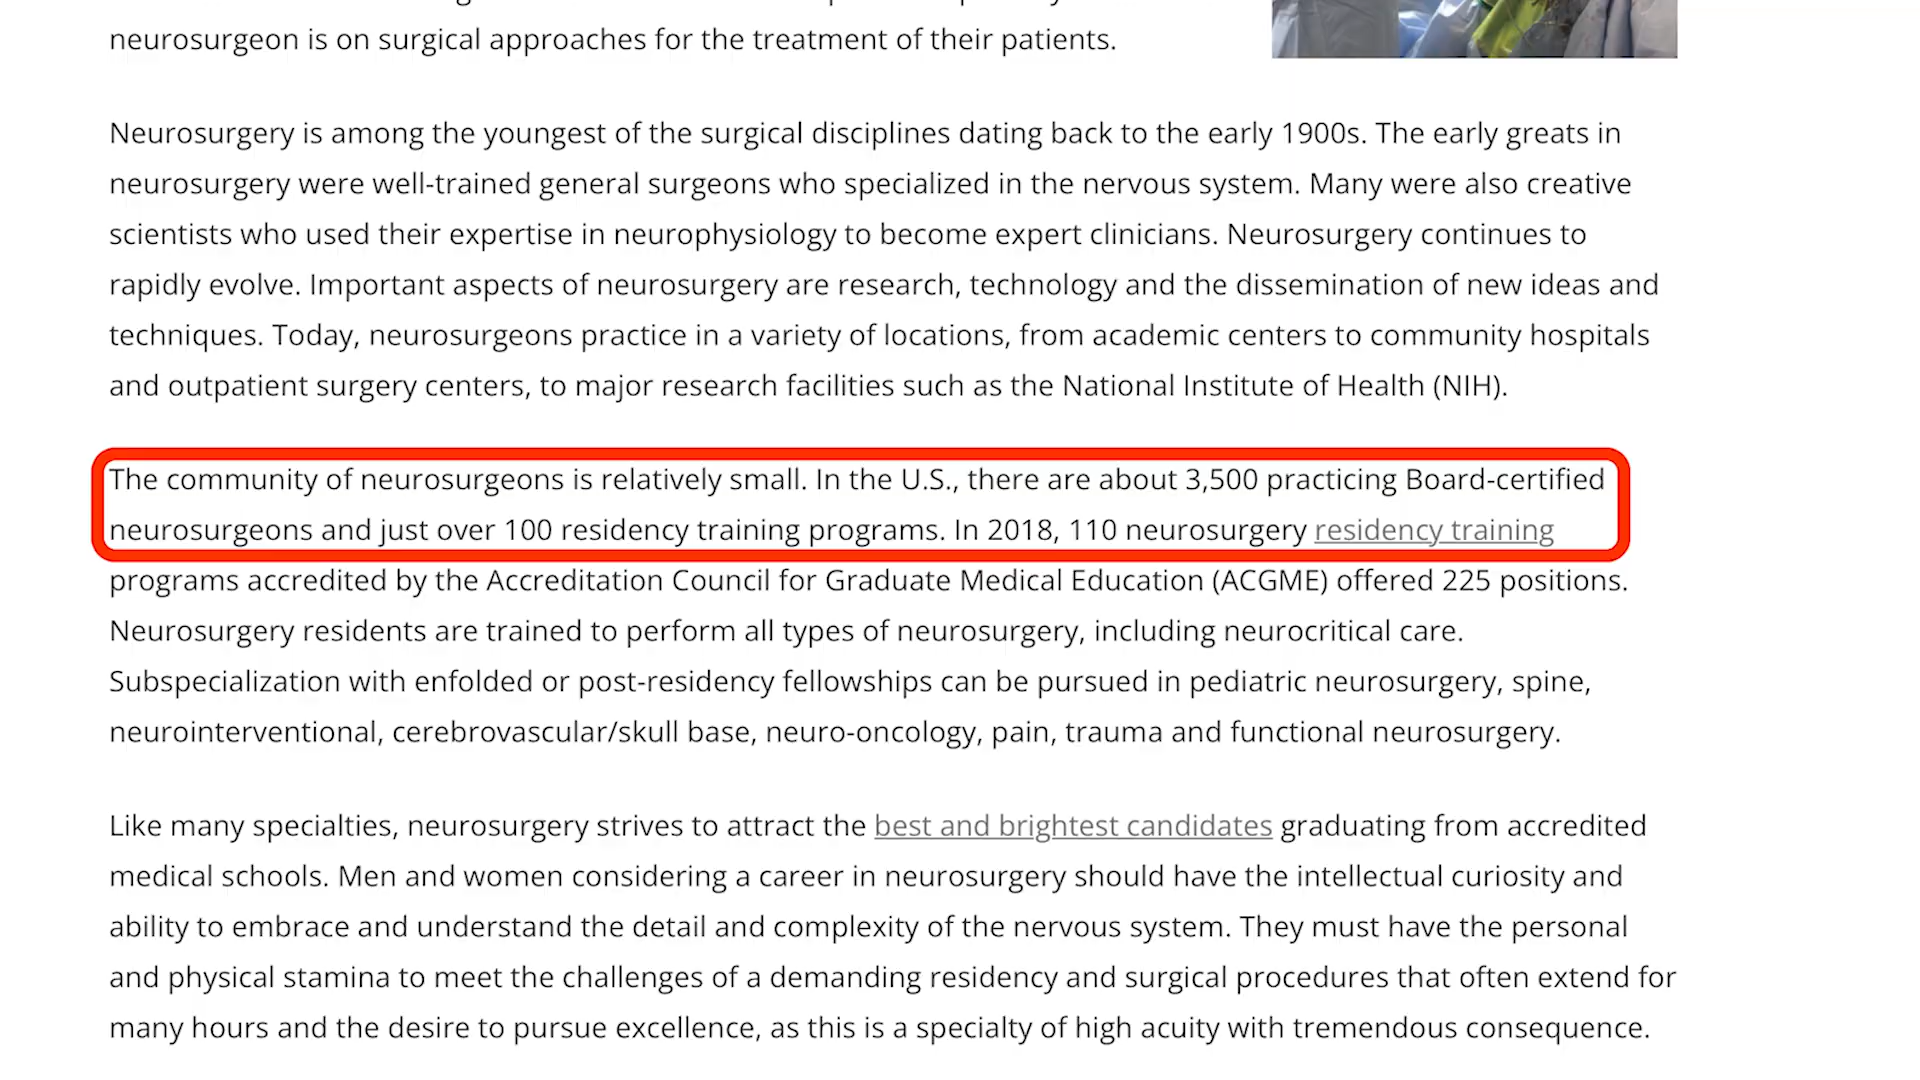 neurosurgeon is on surgical approaches for the treatment of their patients.
Neurosurgery is among the youngest of the surgical disciplines dating back to the early 1900s. The early greats in
neurosurgery were well-trained general surgeons who specialized in the nervous system. Many were also creative
scientists who used their expertise in neurophysiology to become expert clinicians. Neurosurgery continues to
rapidly evolve. Important aspects of neurosurgery are research, technology and the dissemination of new ideas and
techniques. Today, neurosurgeons practice in a variety of locations, from academic centers to community hospitals
and outpatient surgery centers, to major research facilities such as the National Institute of Health (NIH).
The community of neurosurgeons is relatively small. In the U.S., there are about 3,500 practicing Board-certified
neurosurgeons and just over 100 residency training programs. In 2018, 110 neurosurgery residency training
programs accredited by the Accreditation Council for Graduate Medical Education (ACGME) offered 225 positions.
Neurosurgery residents are trained to perform all types of neurosurgery, including neurocritical care.
Subspecialization with enfolded or post-residency fellowships can be pursued in pediatric neurosurgery, spine,
neurointerventional, cerebrovascular/skull base, neuro-oncology, pain, trauma and functional neurosurgery.
Like many specialties, neurosurgery strives to attract the best and brightest candidates graduating from accredited
medical schools. Men and women considering a career in neurosurgery should have the intellectual curiosity and
ability to embrace and understand the detail and complexity of the nervous system. They must have the personal
and physical stamina to meet the challenges of a demanding residency and surgical procedures that often extend for
many hours and the desire to pursue excellence, as this is a specialty of high acuity with tremendous consequence.